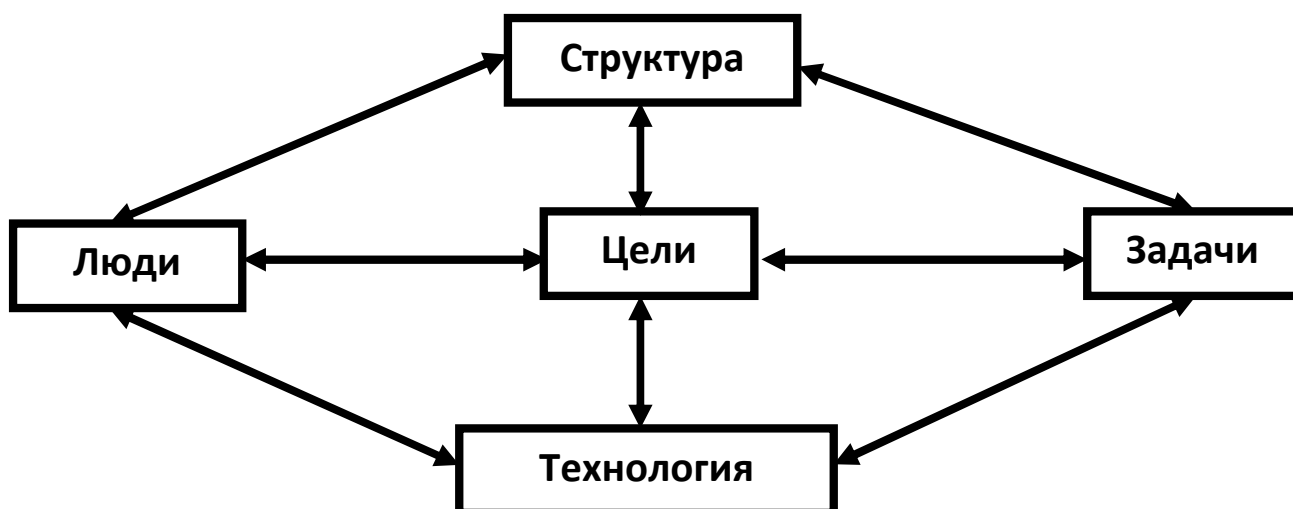 Структура
Люди
Цели
Задачи
Технология